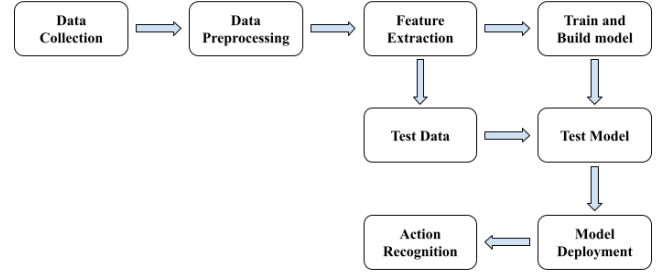 Data
Collection
Data
Preprocessing
Feature
Extraction
Train and
Build model
Test Data
Test Model
Action
Recognition
Model
Deployment